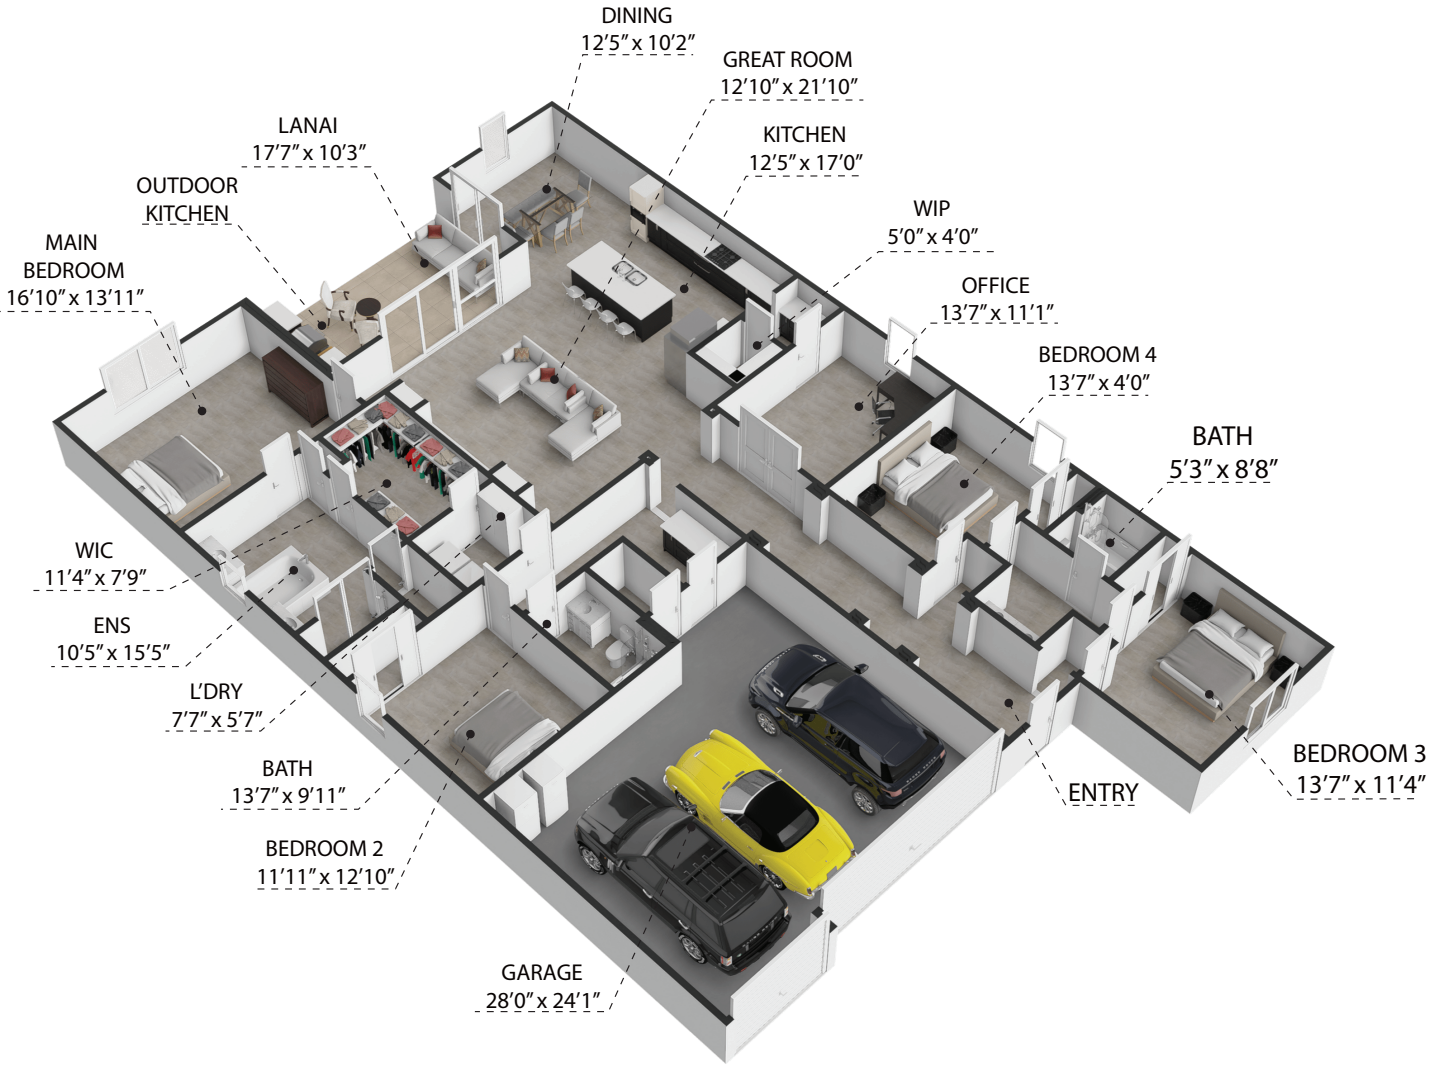 DINING
12'5" x 10'2"
GREAT ROOM
12'10" x 21'10"
KITCHEN
12'5" x 17'0"
LANAI
17'7" x 10'3"
OUTDOOR
KITCHEN
MAIN
BEDROOM
16'10" x 13'11"
WIP
5'0" x 4'0"
OFFICE
13'7" x 11'1"
BEDROOM 4
13'7" x 4'0"
BATH
5'3" x 8'8"
WIC
11'4" x 7'9"
ENS
10'5" x 15'5"
L'DRY
7'7" x 5'7"
BATH
13'7" x 9'11"
BEDROOM 2
11'11" x 12'10"
GARAGE
28'0" x 24'1"
ENTRY
BEDROOM 3
13'7" x 11'4"